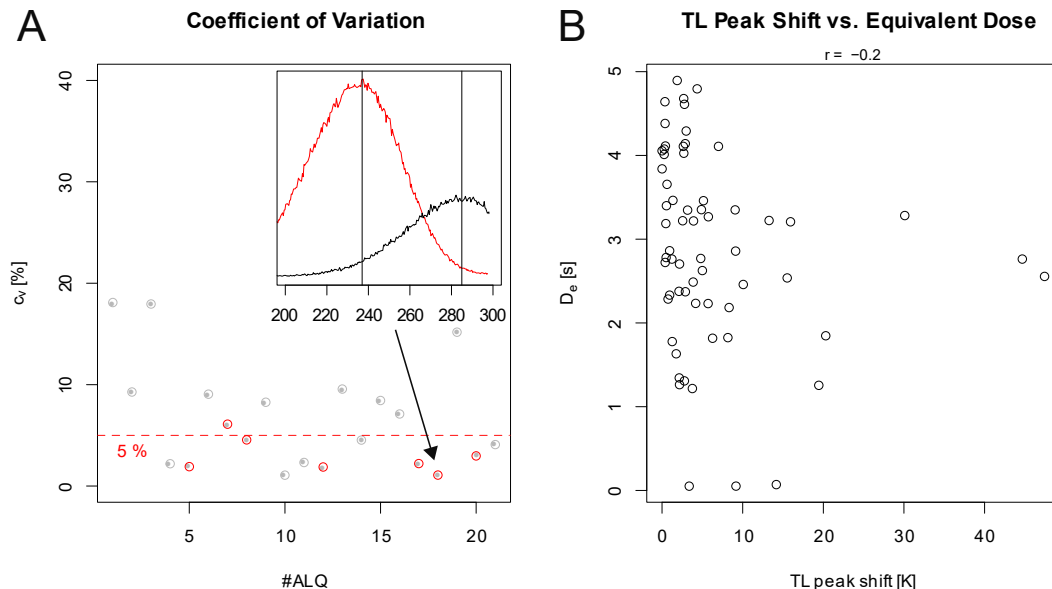 A
Coefficient of Variation
40
30
20
10
0
cv [%]
200 220 240 260 280 300
5 %
5 10 15 20
#ALQ
B
TL Peak Shift vs. Equivalent Dose
r = −0.2
5
4
3
2
1
0
De [s]
0 10 20 30 40
TL peak shift [K]